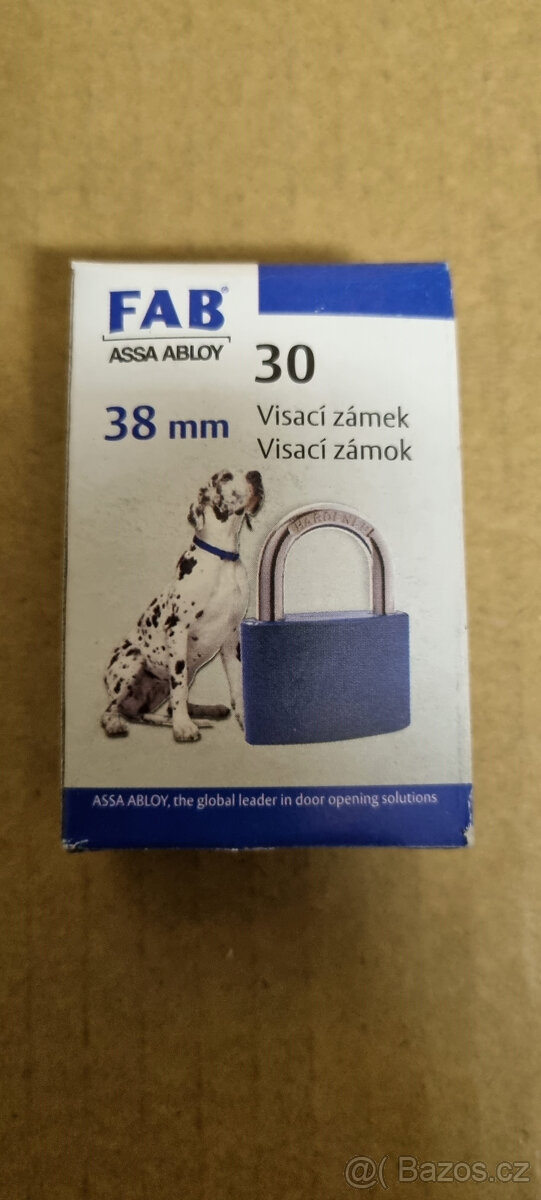 FAB®
ASSA ABLOY
30
38 mm
Visací zámek
Visací zámok
HARDENED
ASSA ABLOY, the global leader in door opening solutions
Bazos.cz